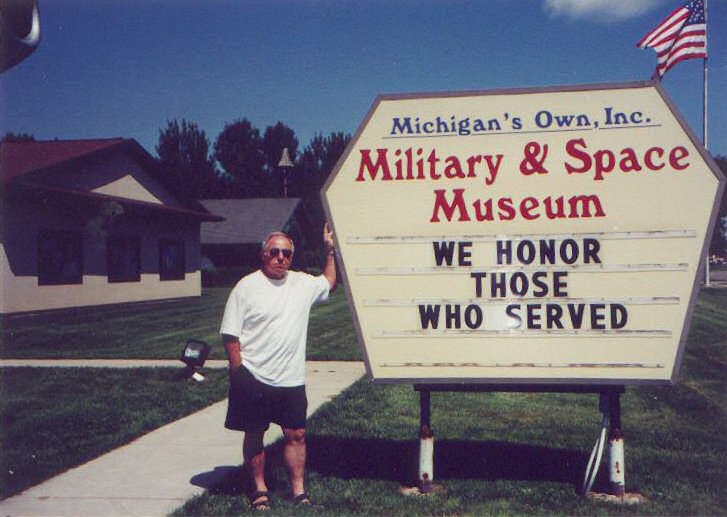 Michigan's Own, Inc.
Military & Space
Museum
WE HONOR
THOSE
WHO SERVED